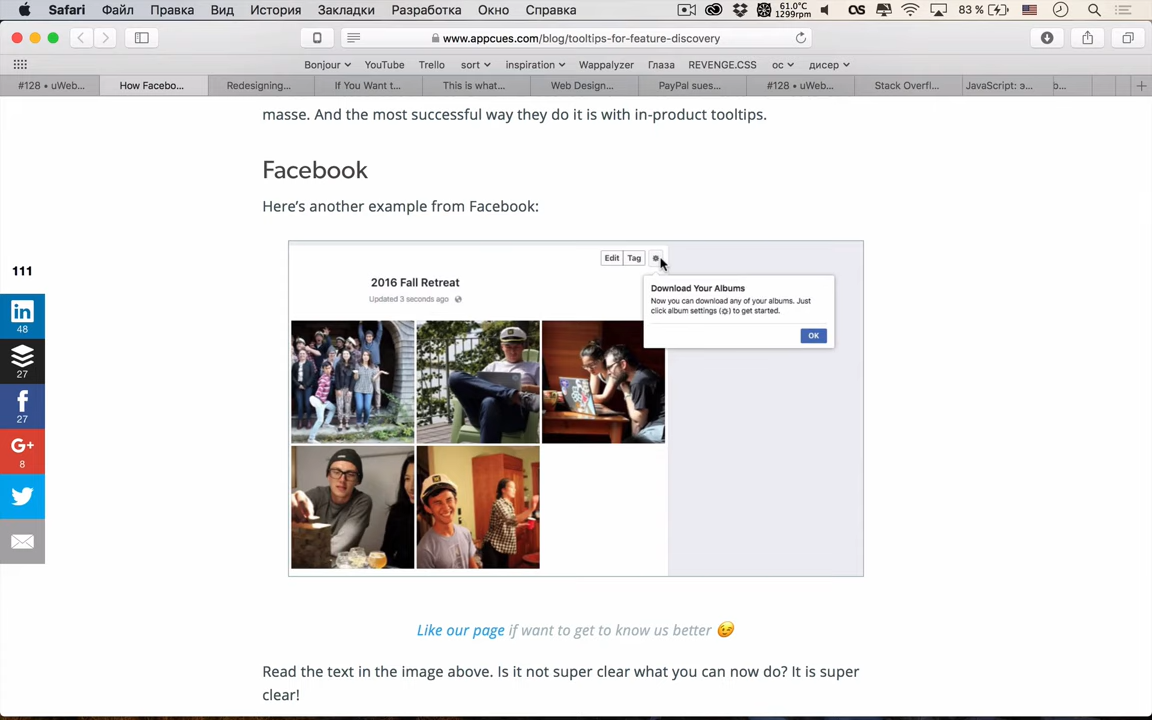 Safari Файл Правка Вид История Закладки Разработка Окно Справка 61.0°C 1299rpm 83 %
www.appcues.com/blog/tooltips-for-feature-discovery
Bonjour YouTube Trello sort inspiration Wappalyzer Глаза REVENGE.CSS ос дисер
#128 • uWeb... How Facebo... Redesigning... If You Want t... This is what... Web Design... PayPal sues... #128 • uWeb... Stack Overfl... JavaScript: э... b...
masse. And the most successful way they do it is with in-product tooltips.
Facebook
Here's another example from Facebook:
Edit Tag
2016 Fall Retreat
Updated 3 seconds ago
Download Your Albums
Now you can download any of your albums. Just
click album settings () to get started.
OK
111
48
27
27
G+
8
Like our page if want to get to know us better
Read the text in the image above. Is it not super clear what you can now do? It is super
clear!